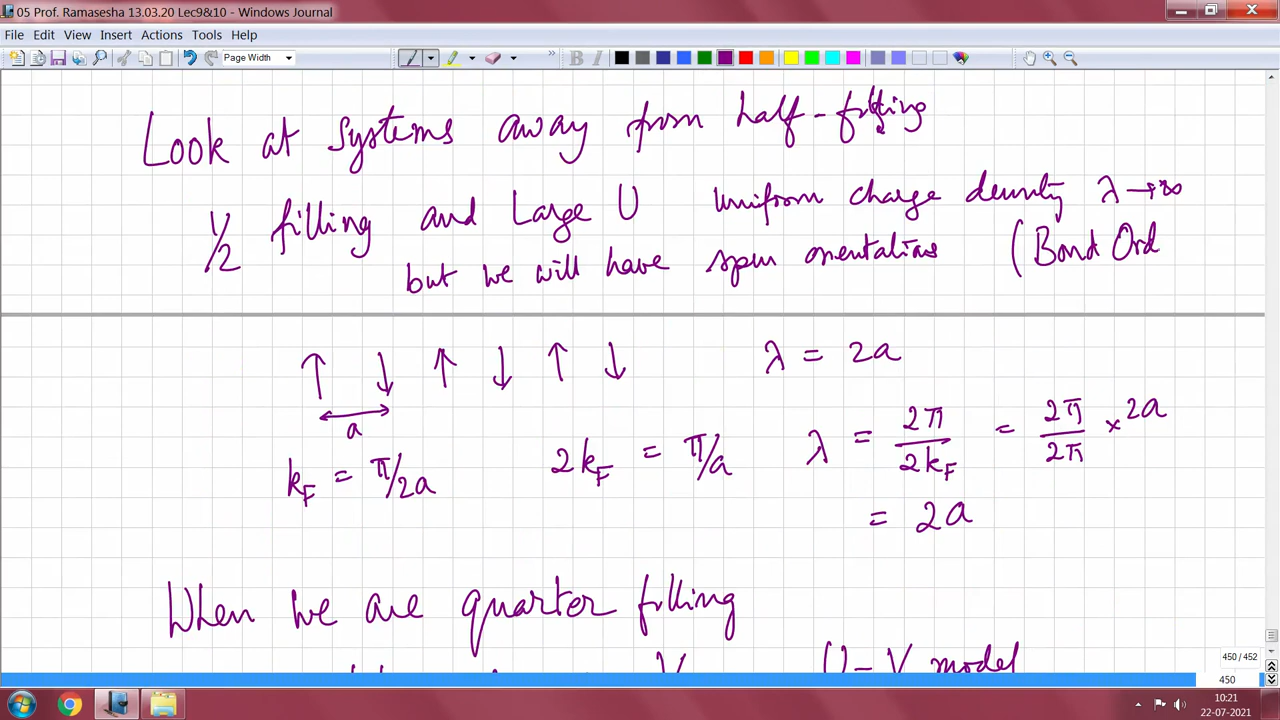 05 Prof. Ramasesha 13.03.20 Lec9&10 - Windows Journal
File Edit View Insert Actions Tools Help
Page Width
Look at systems away from half-filling
1/2 filling and Large U Uniform charge density λ→∞
but we will have spin orientations (Bond Ord
↑ ↓ ↑ ↓ ↑ ↓ λ = 2a
a
k_F = π/2a 2k_F = π/a λ = 2π/2k_F = 2π/2π × 2a
= 2a
When we are quarter filling
V U-V model
450 / 452
450
10:21
22-07-2021